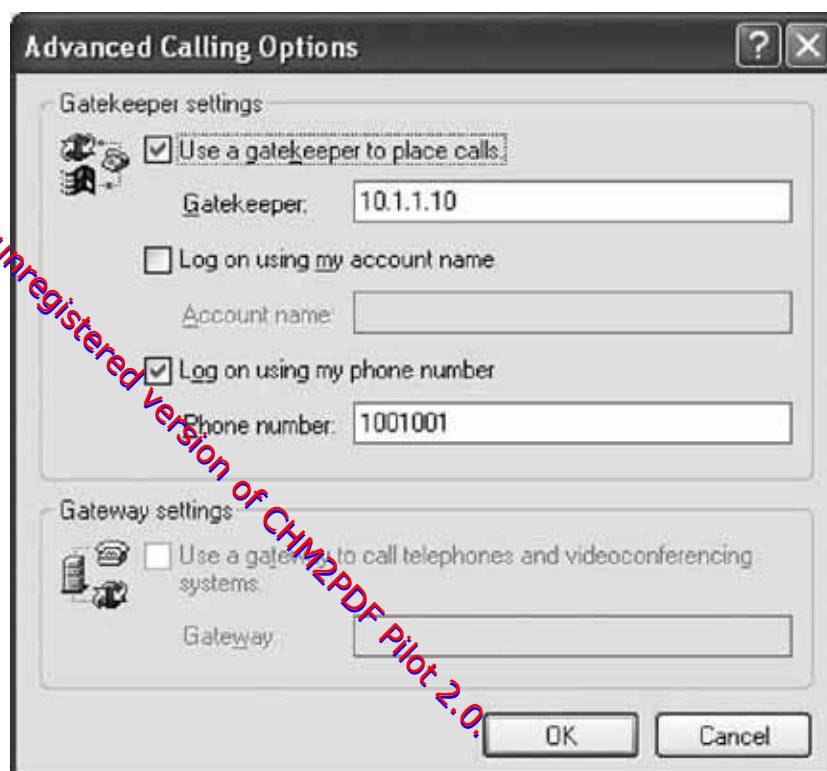 Advanced Calling Options
Gatekeeper settings
Use a gatekeeper to place calls.
Gatekeeper: 10.1.1.10
Log on using my account name
Account name:
Log on using my phone number
Phone number: 1001001
Gateway settings
Use a gateway to call telephones and videoconferencing
systems.
Gateway:
OK Cancel
unregistered version of CHM2PDF Pilot 2.0.